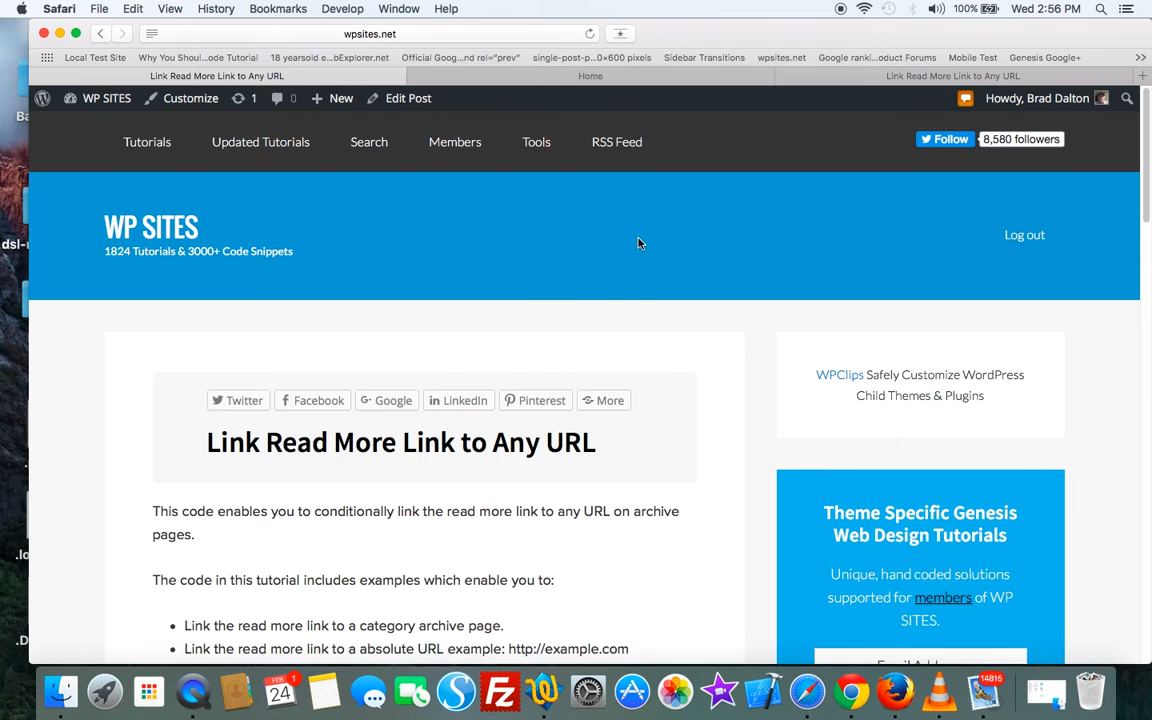 Safari File Edit View History Bookmarks Develop Window Help 100% Wed 2:56 PM
wpsites.net
Local Test Site Why You Shoul...ode Tutorial 18 yearsold e...bExplorer.net Official Goog...nd rel="prev" single-post-p...0×600 pixels Sidebar Transitions wpsites.net Google ranki...oduct Forums Mobile Test Genesis Google+
Link Read More Link to Any URL Home Link Read More Link to Any URL
WP SITES Customize 1 0 New Edit Post Howdy, Brad Dalton
Tutorials Updated Tutorials Search Members Tools RSS Feed Follow 8,580 followers
WP SITES
1824 Tutorials & 3000+ Code Snippets
Log out
Twitter Facebook Google LinkedIn Pinterest More
Link Read More Link to Any URL
This code enables you to conditionally link the read more link to any URL on archive
pages.
The code in this tutorial includes examples which enable you to:
• Link the read more link to a category archive page.
• Link the read more link to a absolute URL example: http://example.com
WPClips Safely Customize WordPress
Child Themes & Plugins
Theme Specific Genesis
Web Design Tutorials
Unique, hand coded solutions
supported for members of WP
SITES.
FEB 1
24
14815